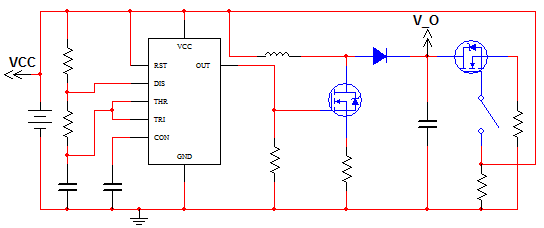 V_O
VCC
VCC
RST
OUT
DIS
THR
TRI
CON
GND